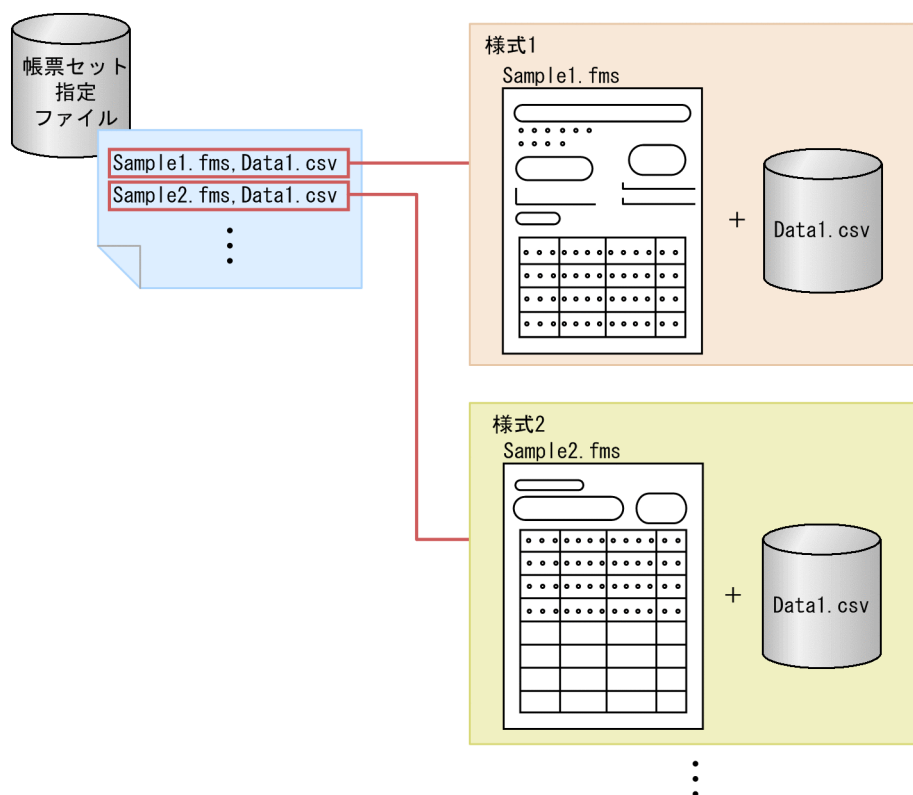 帳票セット
指定
ファイル
Sample1.fms,Data1.csv
Sample2.fms,Data1.csv
様式1
Sample1.fms
+
Data1.csv
様式2
Sample2.fms
+
Data1.csv